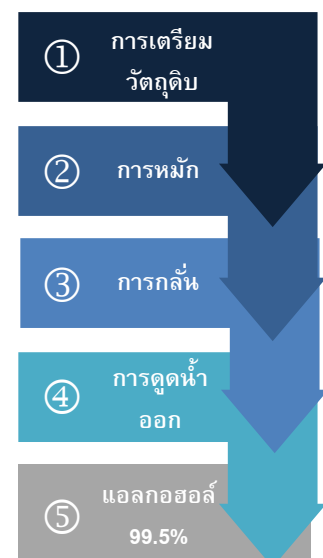 ① การเตรียม
วัตถุดิบ
② การหมัก
③ การกลั่น
④ การดูดน้ำ
ออก
⑤ แอลกอฮอล์
99.5%